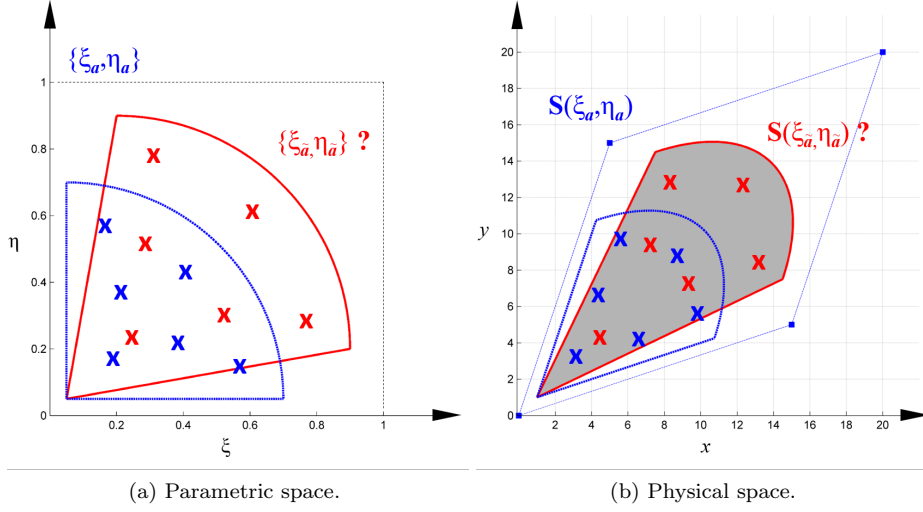 {ξa,ηa}
1
0.8
0.6
0.4
0.2
0
η
{ξã,ηã} ?
X
X
X
X
X
X
X
X
X
X
X
X
0.2
0.4
0.6
0.8
1
ξ
(a) Parametric space.
20
18
16
14
12
10
8
6
4
2
0
y
S(ξa,ηa)
S(ξã,ηã) ?
X
X
X
X
X
X
X
X
X
X
X
X
0
2
4
6
8
10
12
14
16
18
20
x
(b) Physical space.